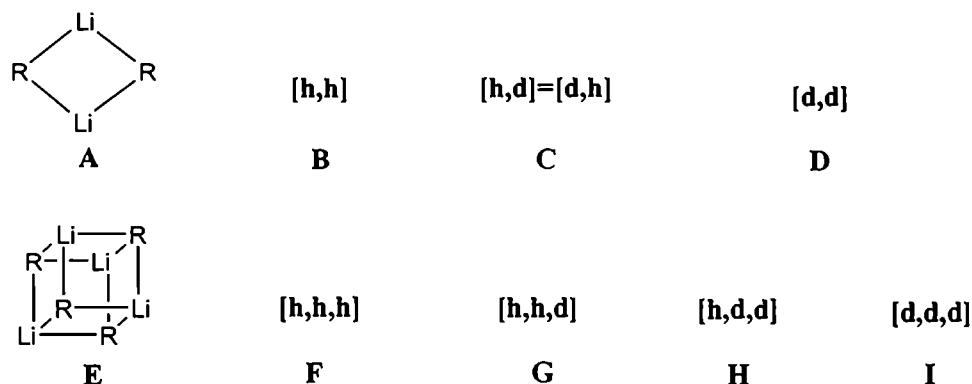 Li
R R [h,h] [h,d]=[d,h] [d,d]
Li
A B C D
Li R
R Li
R Li [h,h,h] [h,h,d] [h,d,d] [d,d,d]
Li R
E F G H I